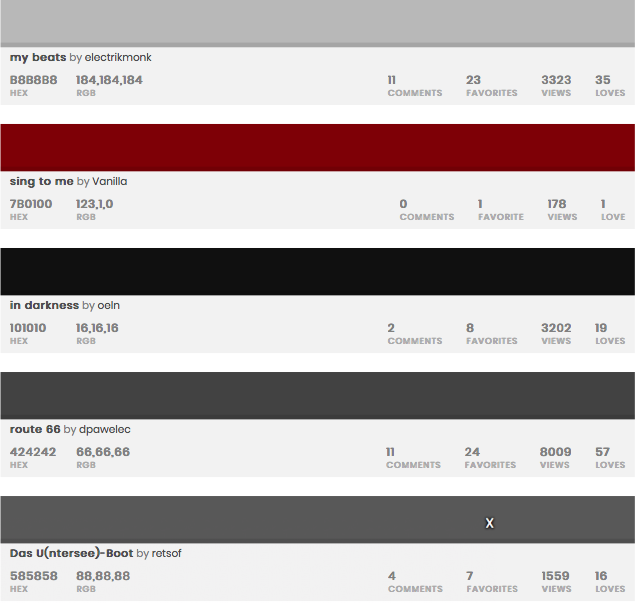 my beats by electrikmonk
B8B8B8 184,184,184 11 23 3323 35
HEX RGB COMMENTS FAVORITES VIEWS LOVES
sing to me by Vanilla
7B0100 123,1,0 0 1 178 1
HEX RGB COMMENTS FAVORITE VIEWS LOVE
in darkness by oeln
101010 16,16,16 2 8 3202 19
HEX RGB COMMENTS FAVORITES VIEWS LOVES
route 66 by dpawelec
424242 66,66,66 11 24 8009 57
HEX RGB COMMENTS FAVORITES VIEWS LOVES
X
Das U(ntersee)-Boot by retsof
585858 88,88,88 4 7 1559 16
HEX RGB COMMENTS FAVORITES VIEWS LOVES